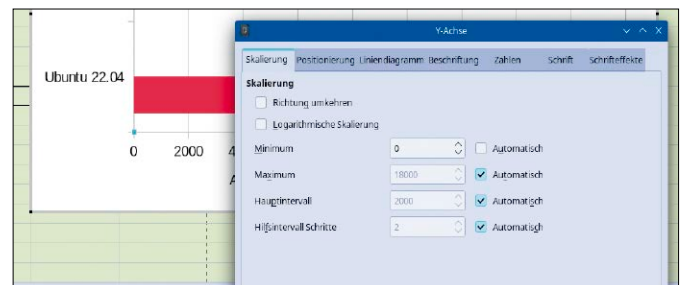 Y-Achse
Skalierung Positionierung Liniendiagramm Beschriftung Zahlen Schrift Schrifteffekte
Skalierung
Richtung umkehren
Logarithmische Skalierung
Minimum 0 Automatisch
Maximum 18000 Automatisch
Hauptintervall 2000 Automatisch
Hilfsintervall Schritte 2 Automatisch
Ubuntu 22.04
0 2000 4
A